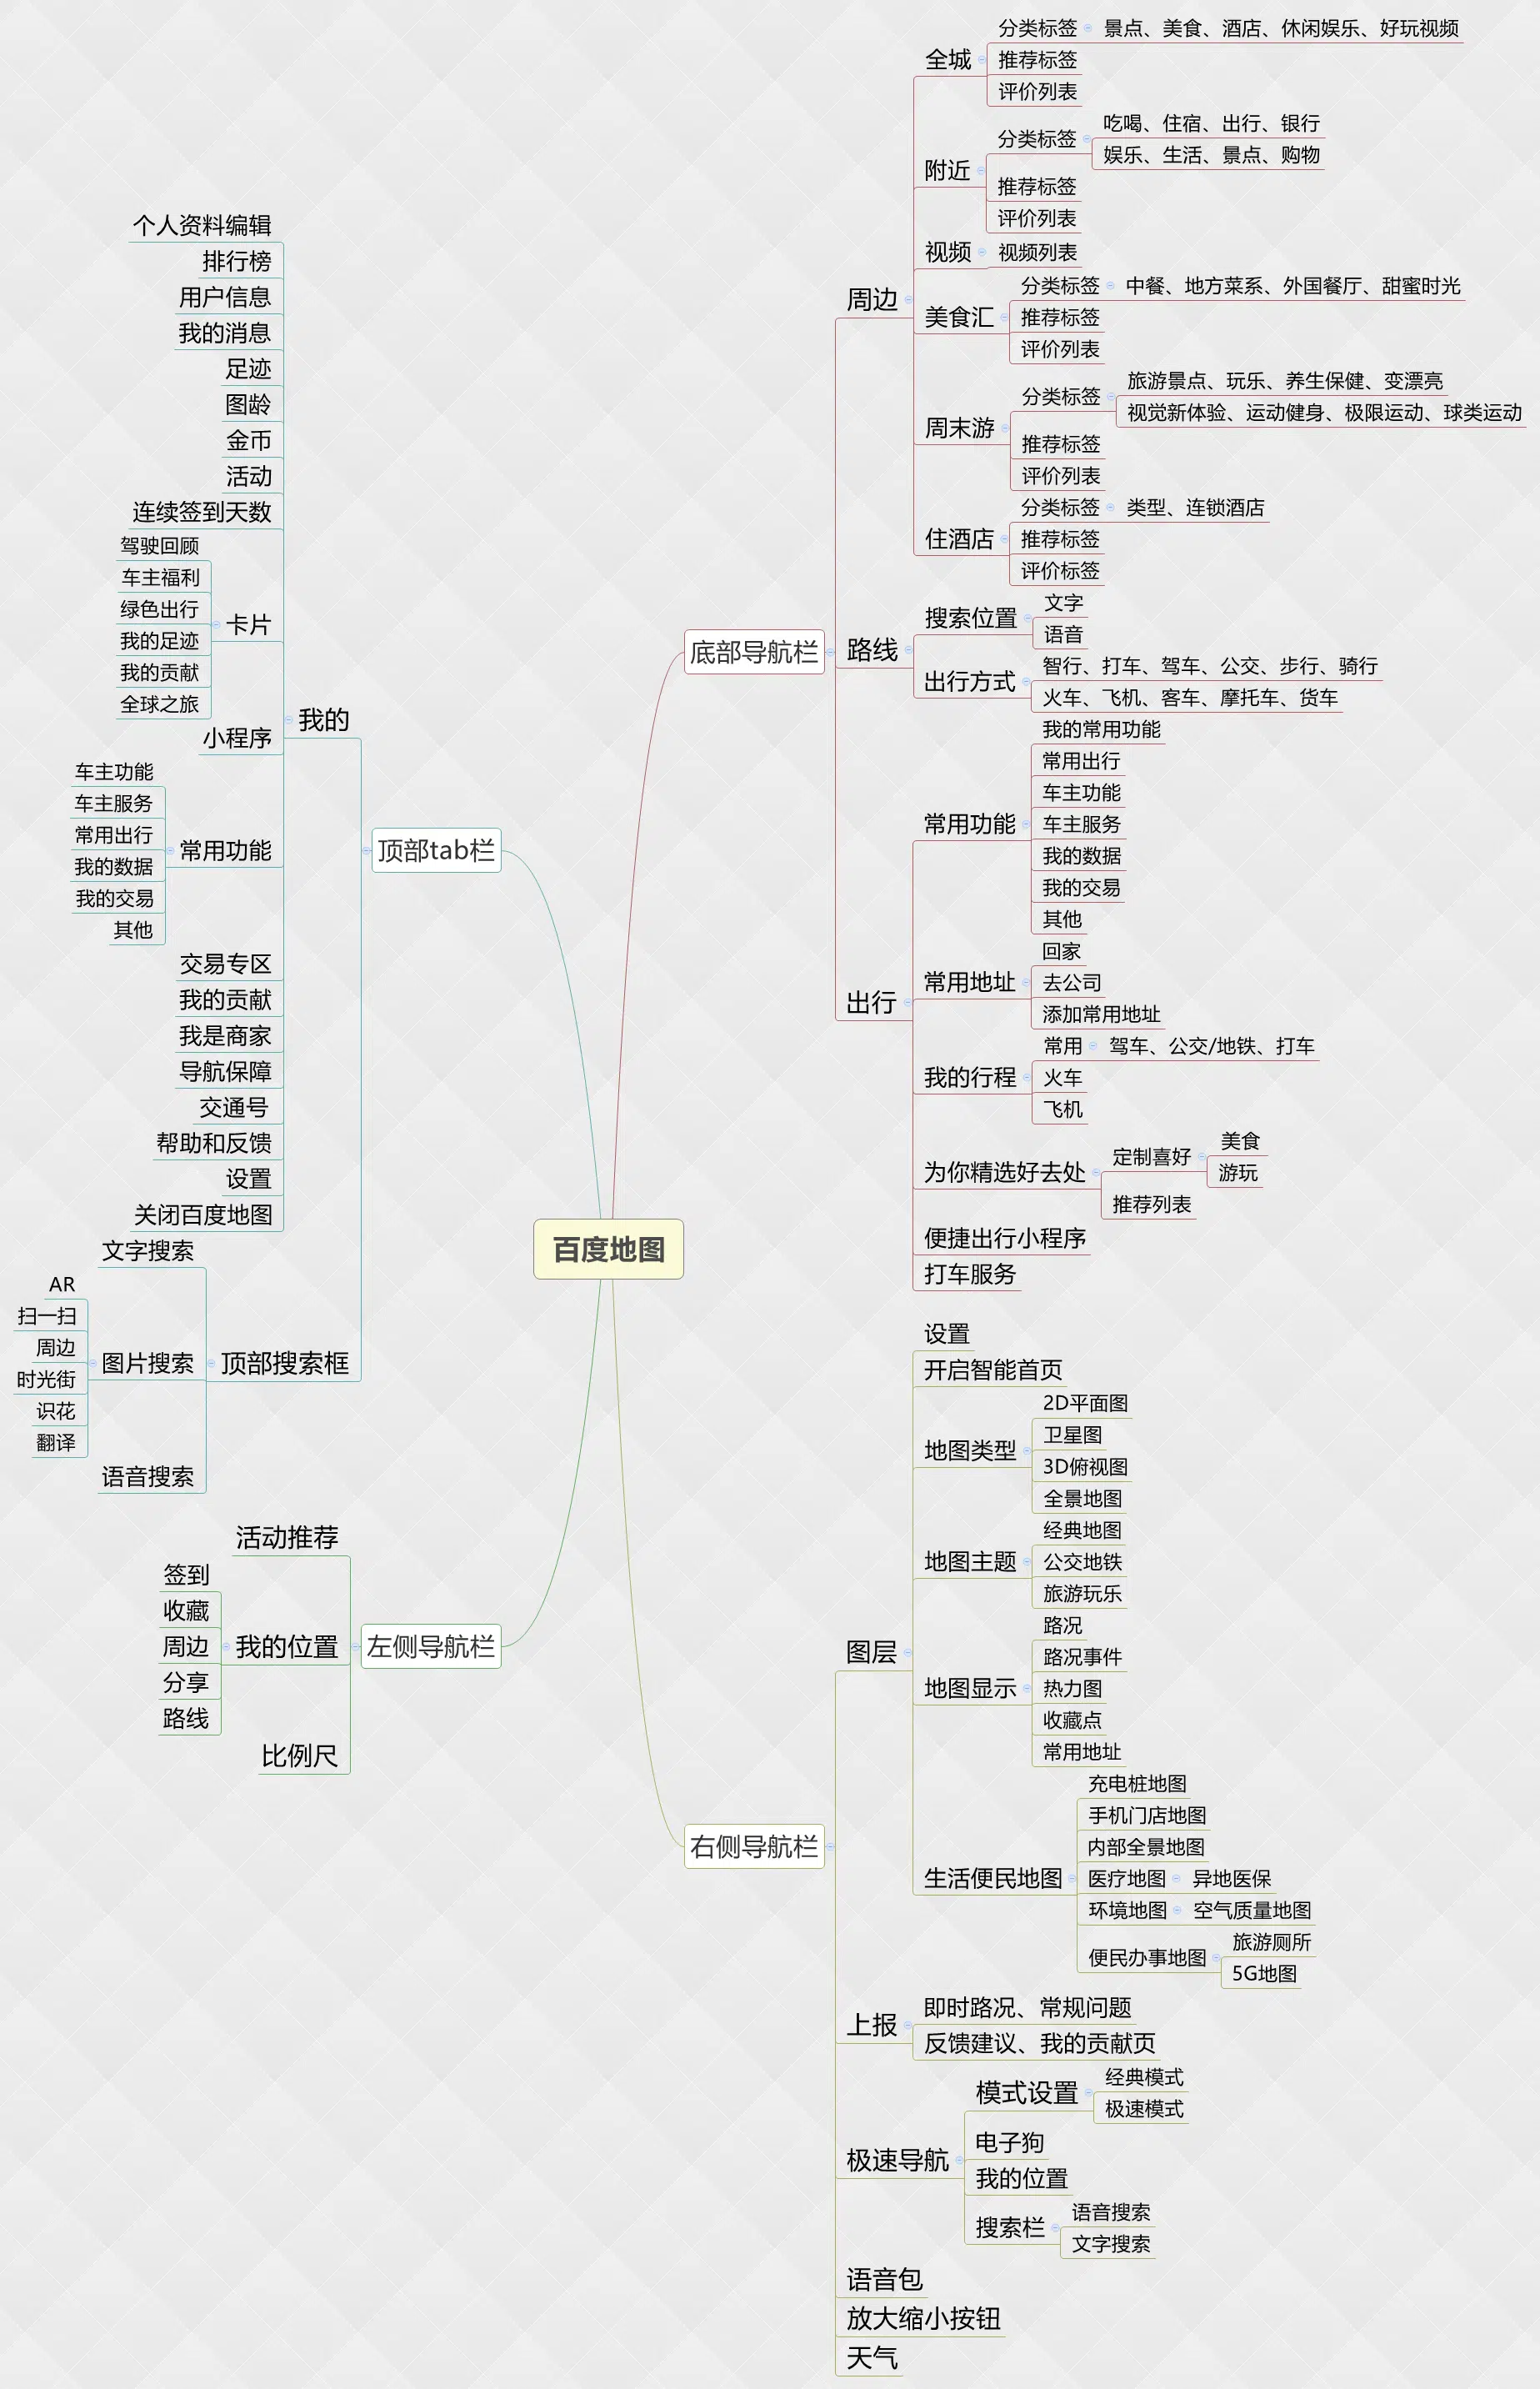 百度地图
底部导航栏
周边
全城
分类标签
景点、美食、酒店、休闲娱乐、好玩视频
推荐标签
评价列表
附近
分类标签
吃喝、住宿、出行、银行
娱乐、生活、景点、购物
推荐标签
评价列表
视频
视频列表
美食汇
分类标签
中餐、地方菜系、外国餐厅、甜蜜时光
推荐标签
评价列表
周末游
分类标签
旅游景点、玩乐、养生保健、变漂亮
视觉新体验、运动健身、极限运动、球类运动
推荐标签
评价列表
住酒店
分类标签
类型、连锁酒店
推荐标签
评价标签
路线
搜索位置
文字
语音
出行方式
智行、打车、驾车、公交、步行、骑行
火车、飞机、客车、摩托车、货车
出行
常用功能
我的常用功能
常用出行
车主功能
车主服务
我的数据
我的交易
其他
常用地址
回家
去公司
添加常用地址
我的行程
常用
驾车、公交/地铁、打车
火车
飞机
为你精选好去处
定制喜好
美食
游玩
推荐列表
便捷出行小程序
打车服务
右侧导航栏
图层
设置
开启智能首页
地图类型
2D平面图
卫星图
3D俯视图
全景地图
地图主题
经典地图
公交地铁
旅游玩乐
地图显示
路况
路况事件
热力图
收藏点
常用地址
生活便民地图
充电桩地图
手机门店地图
内部全景地图
医疗地图
异地医保
环境地图
空气质量地图
便民办事地图
旅游厕所
5G地图
上报
即时路况、常规问题
反馈建议、我的贡献页
极速导航
模式设置
经典模式
极速模式
电子狗
我的位置
搜索栏
语音搜索
文字搜索
语音包
放大缩小按钮
天气
顶部tab栏
我的
个人资料编辑
排行榜
用户信息
我的消息
足迹
图龄
金币
活动
连续签到天数
卡片
驾驶回顾
车主福利
绿色出行
我的足迹
我的贡献
全球之旅
小程序
常用功能
车主功能
车主服务
常用出行
我的数据
我的交易
其他
交易专区
我的贡献
我是商家
导航保障
交通号
帮助和反馈
设置
关闭百度地图
顶部搜索框
文字搜索
图片搜索
AR
扫一扫
周边
时光街
识花
翻译
语音搜索
左侧导航栏
活动推荐
我的位置
签到
收藏
周边
分享
路线
比例尺